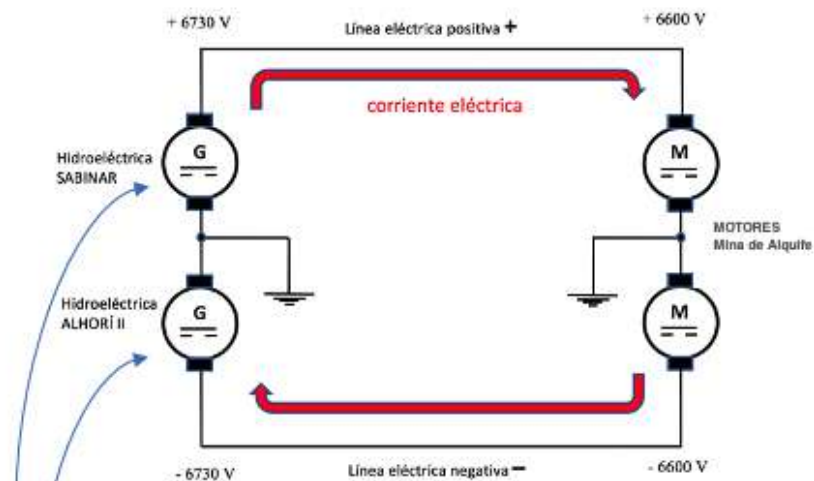 + 6730 V
Línea eléctrica positiva +
+ 6600 V
corriente eléctrica
G
M
Hidroeléctrica
SABINAR
MOTORES
Mina de Alquife
Hidroeléctrica
ALHORÍ II
G
M
- 6730 V
Línea eléctrica negativa −
- 6600 V